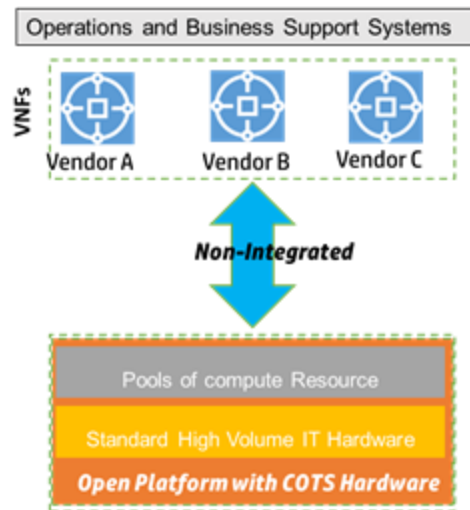 Operations and Business Support Systems
VNFs
Vendor A Vendor B Vendor C
Non-Integrated
Pools of compute Resource
Standard High Volume IT Hardware
Open Platform with COTS Hardware